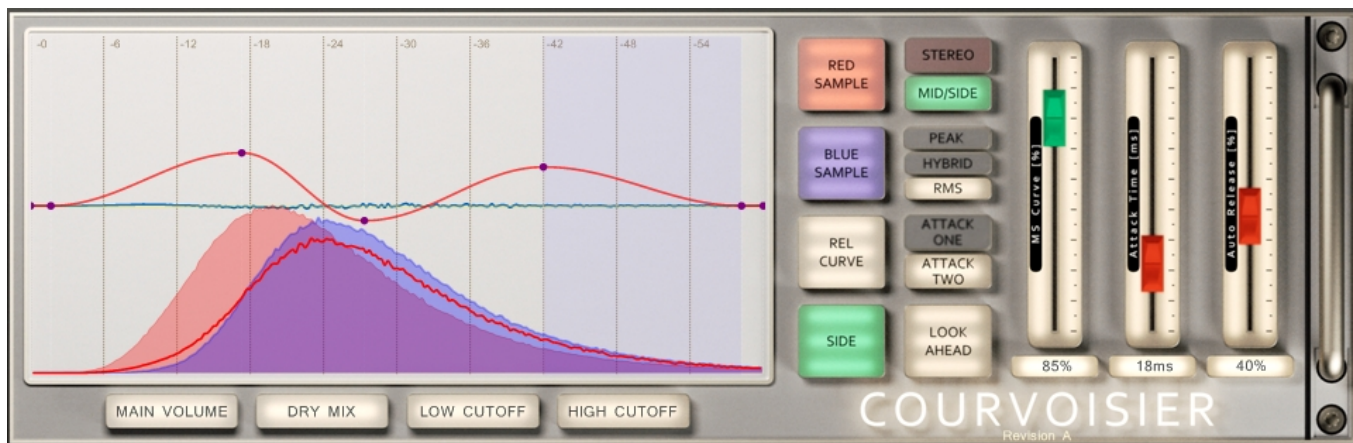 -0 -6 -12 -18 -24 -30 -36 -42 -48 -54
RED
SAMPLE
STEREO
MID/SIDE
BLUE
SAMPLE
PEAK
HYBRID
RMS
REL
CURVE
ATTACK
ONE
ATTACK
TWO
SIDE
LOOK
AHEAD
MS Curve [%]
Attack Time [ms]
Auto Release [%]
85% 18ms 40%
MAIN VOLUME DRY MIX LOW CUTOFF HIGH CUTOFF
COURVOISIER
Revision A